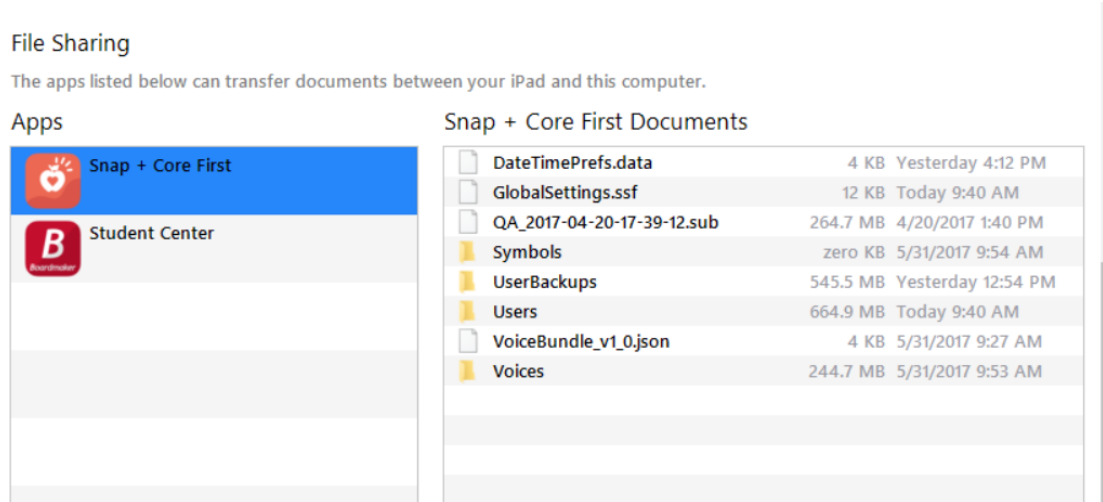 File Sharing
The apps listed below can transfer documents between your iPad and this computer.
Apps
Snap + Core First
B
Boardmaker
Student Center
Snap + Core First Documents
DateTimePrefs.data 4 KB Yesterday 4:12 PM
GlobalSettings.ssf 12 KB Today 9:40 AM
QA_2017-04-20-17-39-12.sub 264.7 MB 4/20/2017 1:40 PM
Symbols zero KB 5/31/2017 9:54 AM
UserBackups 545.5 MB Yesterday 12:54 PM
Users 664.9 MB Today 9:40 AM
VoiceBundle_v1_0.json 4 KB 5/31/2017 9:27 AM
Voices 244.7 MB 5/31/2017 9:53 AM